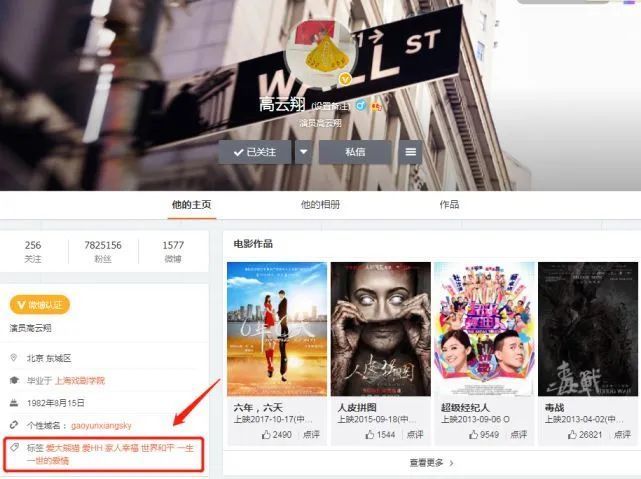 1→
WALL ST
高云翔 (设置备注)
演员高云翔
已关注
私信
他的主页
他的相册
作品
256
7825156
1577
关注
粉丝
微博
微博认证
演员高云翔
北京 东城区
毕业于 上海戏剧学院
1982年8月15日
个性域名：gaoyunxiangsky
标签 爱大熊猫 爱HH 家人幸福 世界和平 一生
一世的爱情
电影作品
人皮拼图
毒战
六年，六天
人皮拼图
超级经纪人
毒战
上映2017-10-17(中...
上映2015-09-18(中...
上映2013-09-06 O
上映2013-04-02(中...
2490
点评
1544
点评
9549
点评
26821
点评
查看更多